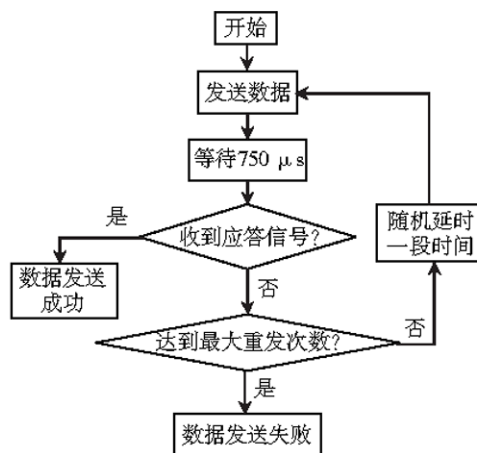 开始
发送数据
等待750 μs
收到应答信号?
是
否
数据发送
成功
随机延时
一段时间
达到最大重发次数?
否
是
数据发送失败